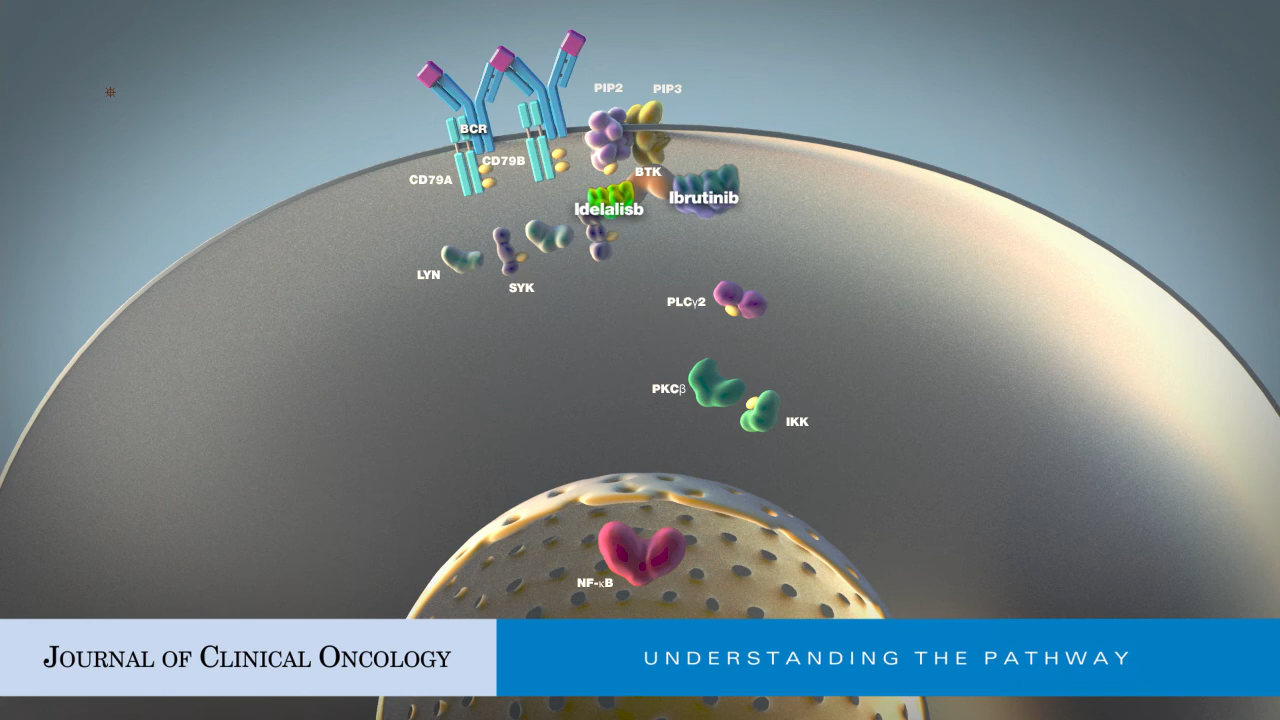 PIP2
PIP3
BCR
CD79B
CD79A
BTK
Idelalisb
Ibrutinib
LYN
SYK
PLCγ2
PKCβ
IKK
NF-κB
JOURNAL OF CLINICAL ONCOLOGY
UNDERSTANDING THE PATHWAY